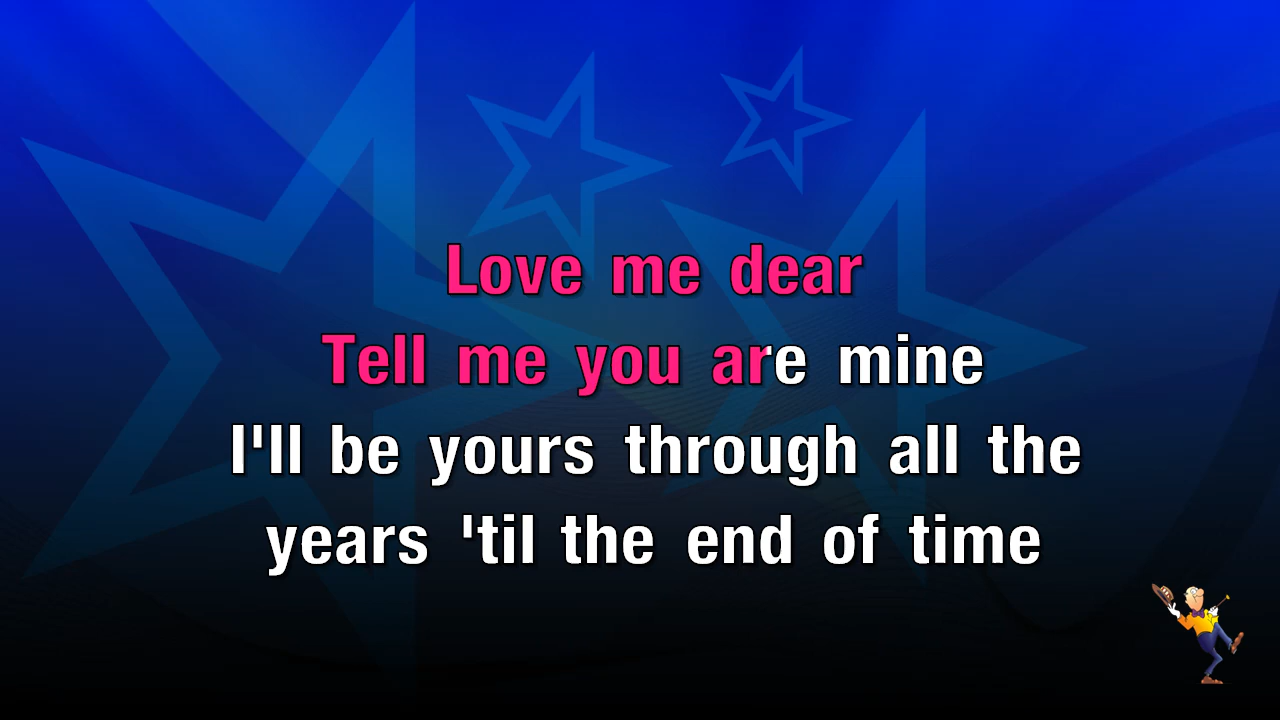 Love me dear
Tell me you are mine
I'll be yours through all the
years 'til the end of time